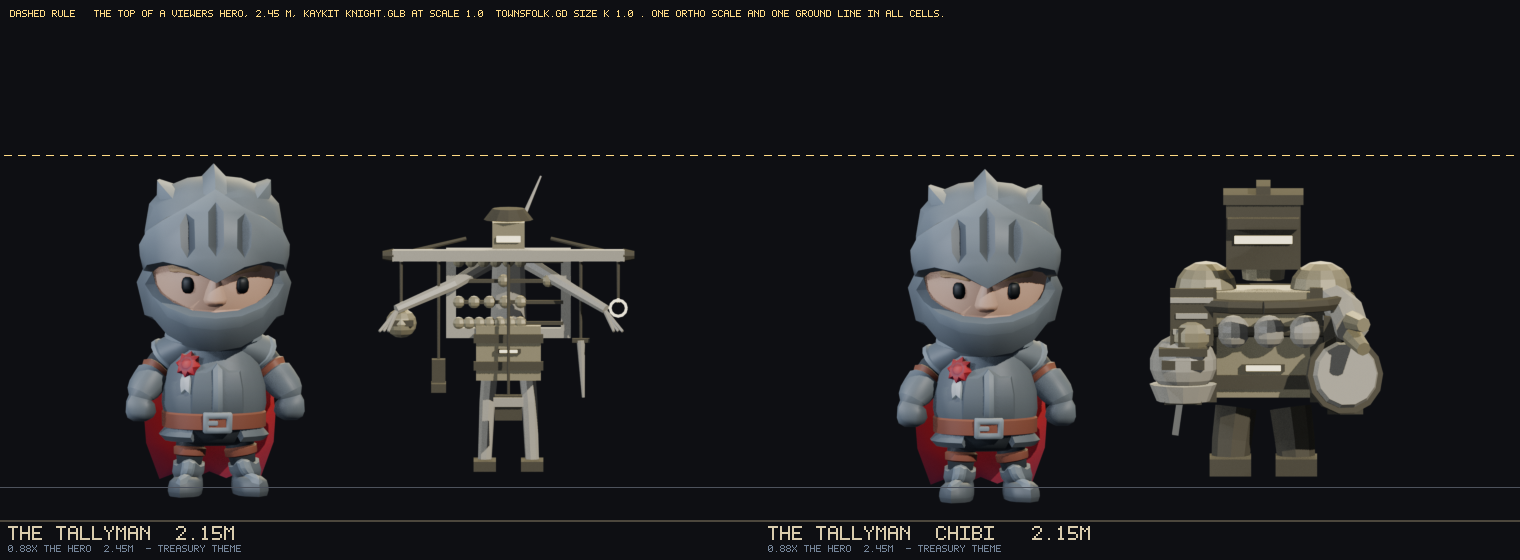 DASHED RULE   THE TOP OF A VIEWERS HERO, 2.45 M, KAYKIT KNIGHT.GLB AT SCALE 1.0  TOWNSFOLK.GD SIZE K 1.0 . ONE ORTHO SCALE AND ONE GROUND LINE IN ALL CELLS.
THE TALLYMAN  2.15M
0.88X THE HERO  2.45M  – TREASURY THEME
THE TALLYMAN  CHIBI   2.15M
0.88X THE HERO  2.45M  – TREASURY THEME